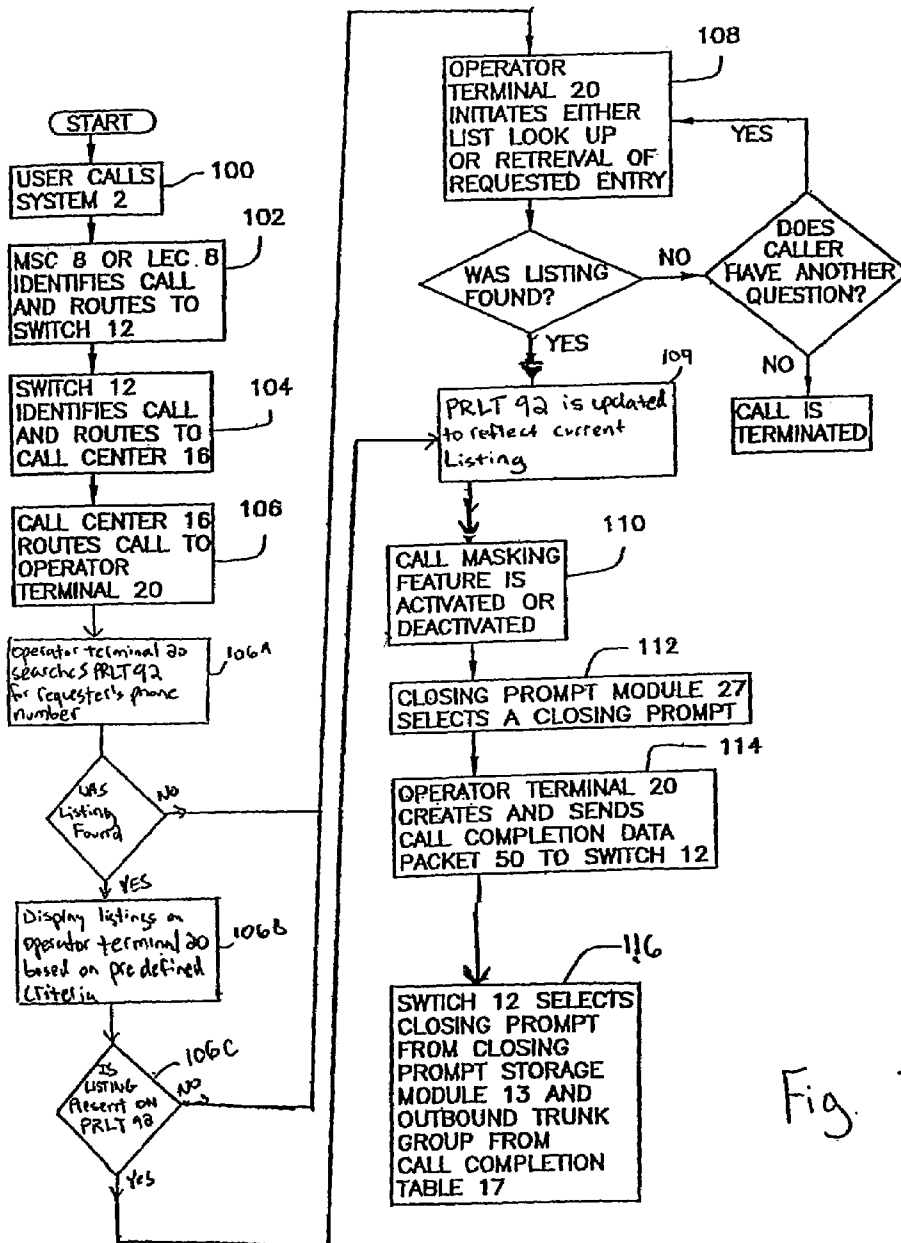 START
USER CALLS
SYSTEM 2
100
MSC 8 OR LEC. 8
IDENTIFIES CALL
AND ROUTES TO
SWITCH 12
102
SWITCH 12
IDENTIFIES CALL
AND ROUTES TO
CALL CENTER 16
104
CALL CENTER 16
ROUTES CALL TO
OPERATOR
TERMINAL 20
106
operator terminal 20
searches PRLT 92
for requester's phone
number
106A
WAS
Listing
Found
NO
YES
Display listings on
operator terminal 20
based on pre defined
criteria
106B
IS
LISTING
Present on
PRLT 92
106C
NO
Yes
OPERATOR
TERMINAL 20
INITIATES EITHER
LIST LOOK UP
OR RETREIVAL OF
REQUESTED ENTRY
108
YES
WAS LISTING
FOUND?
NO
DOES
CALLER
HAVE ANOTHER
QUESTION?
YES
NO
CALL IS
TERMINATED
PRLT 92 is updated
to reflect current
Listing
109
CALL MASKING
FEATURE IS
ACTIVATED OR
DEACTIVATED
110
CLOSING PROMPT MODULE 27
SELECTS A CLOSING PROMPT
112
OPERATOR TERMINAL 20
CREATES AND SENDS
CALL COMPLETION DATA
PACKET 50 TO SWITCH 12
114
SWTICH 12 SELECTS
CLOSING PROMPT
FROM CLOSING
PROMPT STORAGE
MODULE 13 AND
OUTBOUND TRUNK
GROUP FROM
CALL COMPLETION
TABLE 17
116
Fig.